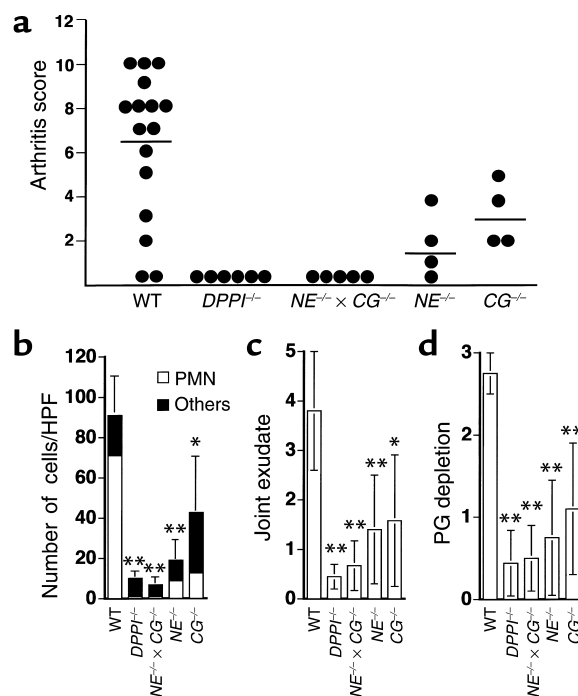 a
Arthritis score
12
10
8
6
4
2
WT
DPPI–/–
NE–/– × CG–/–
NE–/–
CG–/–
b
Number of cells/HPF
120
100
80
60
40
20
0
PMN
Others
**
**
**
*
WT
DPPI–/–
NE–/– × CG–/–
NE–/–
CG–/–
c
Joint exudate
5
4
3
2
1
0
**
**
**
*
WT
DPPI–/–
NE–/– × CG–/–
NE–/–
CG–/–
d
PG depletion
3
2
1
0
**
**
**
**
WT
DPPI–/–
NE–/– × CG–/–
NE–/–
CG–/–